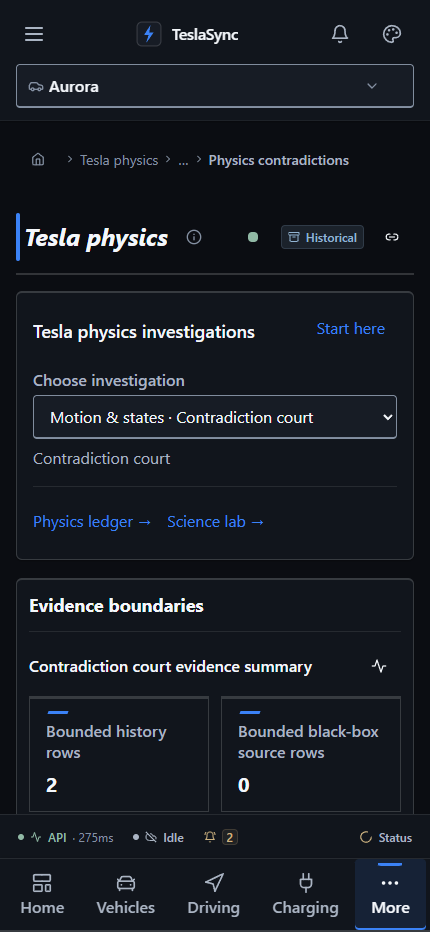 TeslaSync
Aurora
Tesla physics > ... > Physics contradictions
Tesla physics
Historical
Tesla physics investigations
Start here
Choose investigation
Motion & states · Contradiction court
Contradiction court
Physics ledger →
Science lab →
Evidence boundaries
Contradiction court evidence summary
Bounded history
rows
2
Bounded black-box
source rows
0
API · 275ms
Idle
2
Status
Home
Vehicles
Driving
Charging
More